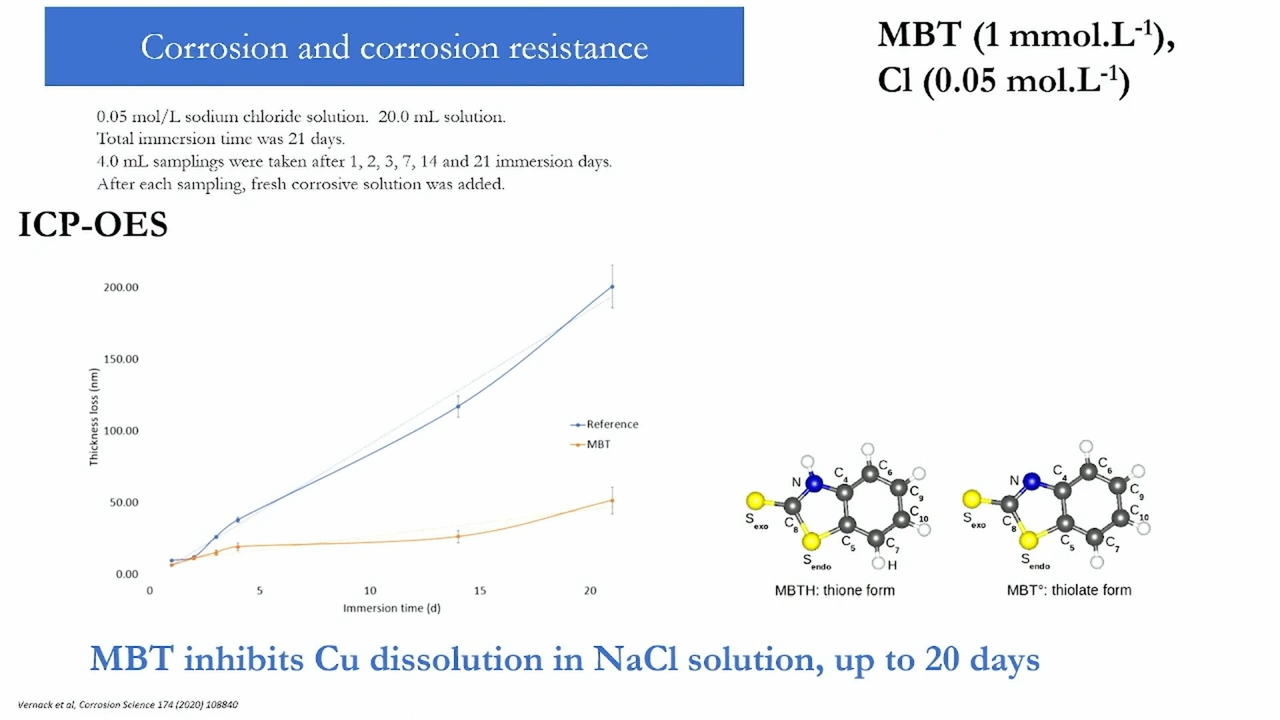 Corrosion and corrosion resistance
MBT (1 mmol.L-1),
Cl (0.05 mol.L-1)
0.05 mol/L sodium chloride solution. 20.0 mL solution.
Total immersion time was 21 days.
4.0 mL samplings were taken after 1, 2, 3, 7, 14 and 21 immersion days.
After each sampling, fresh corrosive solution was added.
ICP-OES
200.00
150.00
100.00
50.00
0.00
Thickness loss (nm)
0 5 10 15 20
Immersion time (d)
Reference
MBT
N C4 C6 C9 C10 C7 C5 C8 H
Sexo
Sendo
MBTH: thione form
N C4 C6 C9 C10 C7 C5 C8
Sexo
Sendo
MBT°: thiolate form
MBT inhibits Cu dissolution in NaCl solution, up to 20 days
Vernack et al, Corrosion Science 174 (2020) 108840